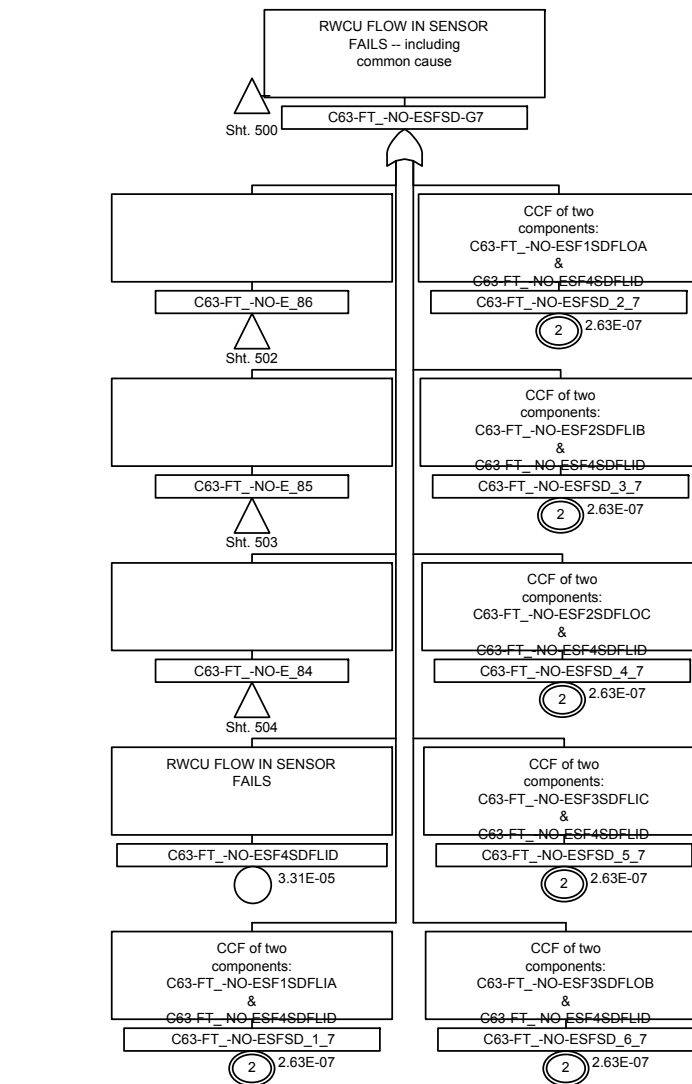 RWCU FLOW IN SENSOR
FAILS -- including
common cause
Sht. 500
C63-FT_-NO-ESFSD-G7
C63-FT_-NO-E_86
Sht. 502
CCF of two
components:
C63-FT_-NO-ESF1SDFLOA
&
C63-FT_-NO-ESF4SDFLID
C63-FT_-NO-ESFSD_2_7
2
2.63E-07
C63-FT_-NO-E_85
Sht. 503
CCF of two
components:
C63-FT_-NO-ESF2SDFLIB
&
C63-FT_-NO-ESF4SDFLID
C63-FT_-NO-ESFSD_3_7
2
2.63E-07
C63-FT_-NO-E_84
Sht. 504
CCF of two
components:
C63-FT_-NO-ESF2SDFLOC
&
C63-FT_-NO-ESF4SDFLID
C63-FT_-NO-ESFSD_4_7
2
2.63E-07
RWCU FLOW IN SENSOR
FAILS
C63-FT_-NO-ESF4SDFLID
3.31E-05
CCF of two
components:
C63-FT_-NO-ESF3SDFLIC
&
C63-FT_-NO-ESF4SDFLID
C63-FT_-NO-ESFSD_5_7
2
2.63E-07
CCF of two
components:
C63-FT_-NO-ESF1SDFLIA
&
C63-FT_-NO-ESF4SDFLID
C63-FT_-NO-ESFSD_1_7
2
2.63E-07
CCF of two
components:
C63-FT_-NO-ESF3SDFLOB
&
C63-FT_-NO-ESF4SDFLID
C63-FT_-NO-ESFSD_6_7
2
2.63E-07